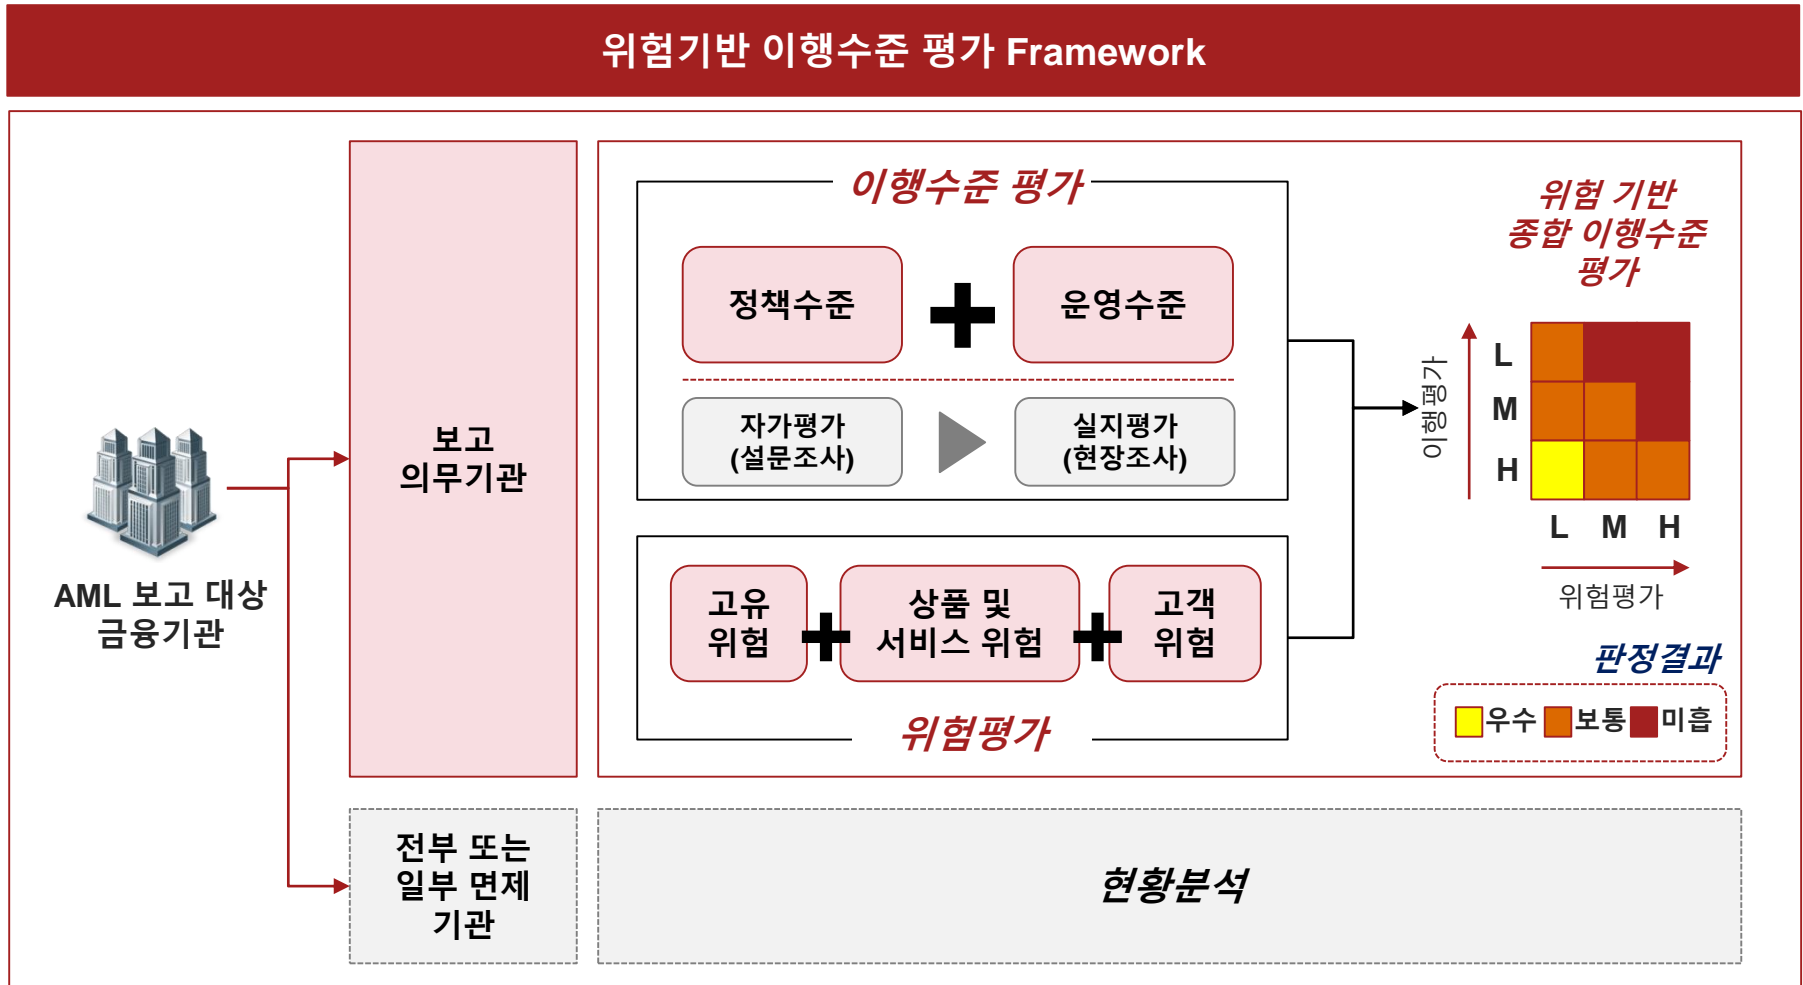 위험기반 이행수준 평가 Framework
AML 보고 대상
금융기관
보고
의무기관
이행수준 평가
정책수준
운영수준
자가평가
(설문조사)
실지평가
(현장조사)
고유
위험
상품 및
서비스 위험
고객
위험
위험평가
위험 기반
종합 이행수준
평가
이행평가
L
M
H
L M H
위험평가
판정결과
우수 보통 미흡
전부 또는
일부 면제
기관
현황분석